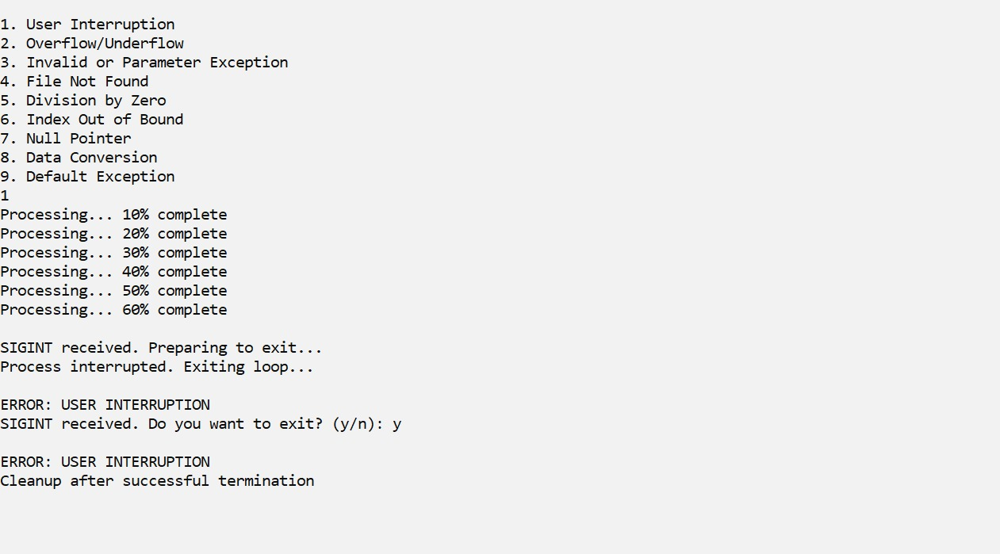 1. User Interruption
2. Overflow/Underflow
3. Invalid or Parameter Exception
4. File Not Found
5. Division by Zero
6. Index Out of Bound
7. Null Pointer
8. Data Conversion
9. Default Exception
1
Processing... 10% complete
Processing... 20% complete
Processing... 30% complete
Processing... 40% complete
Processing... 50% complete
Processing... 60% complete
SIGINT received. Preparing to exit...
Process interrupted. Exiting loop...
ERROR: USER INTERRUPTION
SIGINT received. Do you want to exit? (y/n): y
ERROR: USER INTERRUPTION
Cleanup after successful termination